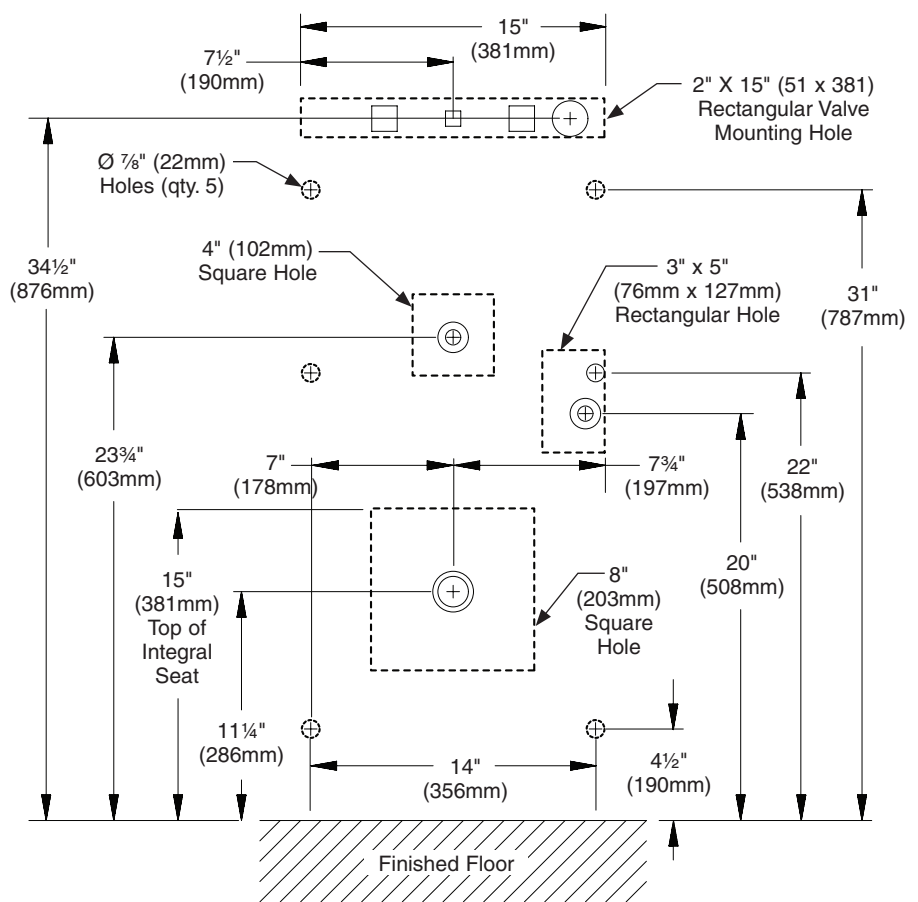 15"
(381mm)
7½"
(190mm)
2" X 15" (51 x 381)
Rectangular Valve
Mounting Hole
Ø ⅞" (22mm)
Holes (qty. 5)
4" (102mm)
Square Hole
3" x 5"
(76mm x 127mm)
Rectangular Hole
34½"
(876mm)
31"
(787mm)
23¾"
(603mm)
7"
(178mm)
7¾"
(197mm)
22"
(538mm)
20"
(508mm)
15"
(381mm)
Top of
Integral
Seat
8"
(203mm)
Square
Hole
11¼"
(286mm)
14"
(356mm)
4½"
(190mm)
Finished Floor